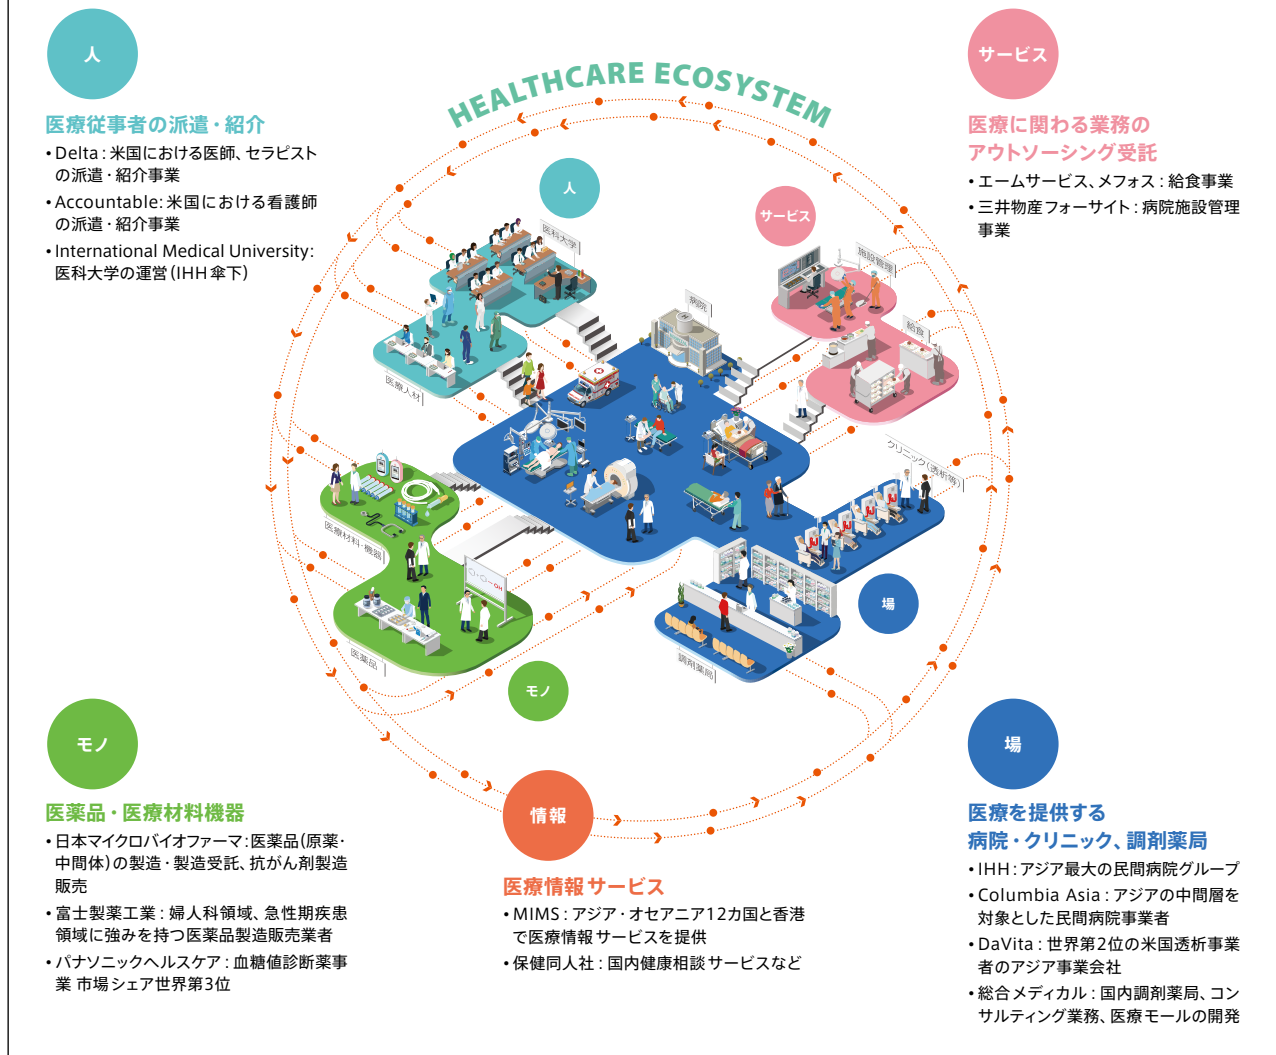 人
医療従事者の派遣・紹介
•Delta:米国における医師、セラピスト
の派遣・紹介事業
•Accountable:米国における看護師
の派遣・紹介事業
•International Medical University:
医科大学の運営(IHH傘下)
HEALTHCARE ECOSYSTEM
サービス
医療に関わる業務の
アウトソーシング受託
•エームサービス、メフォス:給食事業
•三井物産フォーサイト:病院施設管理
事業
人
医科大学
医療人材
サービス
施設管理
給食
病院
クリニック(透析等)
医療材料・機器
医薬品
調剤薬局
場
モノ
モノ
医薬品・医療材料機器
•日本マイクロバイオファーマ:医薬品(原薬・
中間体)の製造・製造受託、抗がん剤製造
販売
•富士製薬工業:婦人科領域、急性期疾患
領域に強みを持つ医薬品製造販売業者
•パナソニックヘルスケア:血糖値診断薬事
業 市場シェア世界第3位
情報
医療情報サービス
•MIMS:アジア・オセアニア12カ国と香港
で医療情報サービスを提供
•保健同人社:国内健康相談サービスなど
場
医療を提供する
病院・クリニック、調剤薬局
•IHH:アジア最大の民間病院グループ
•Columbia Asia:アジアの中間層を
対象とした民間病院事業者
•DaVita:世界第2位の米国透析事業
者のアジア事業会社
•総合メディカル:国内調剤薬局、コン
サルティング業務、医療モールの開発